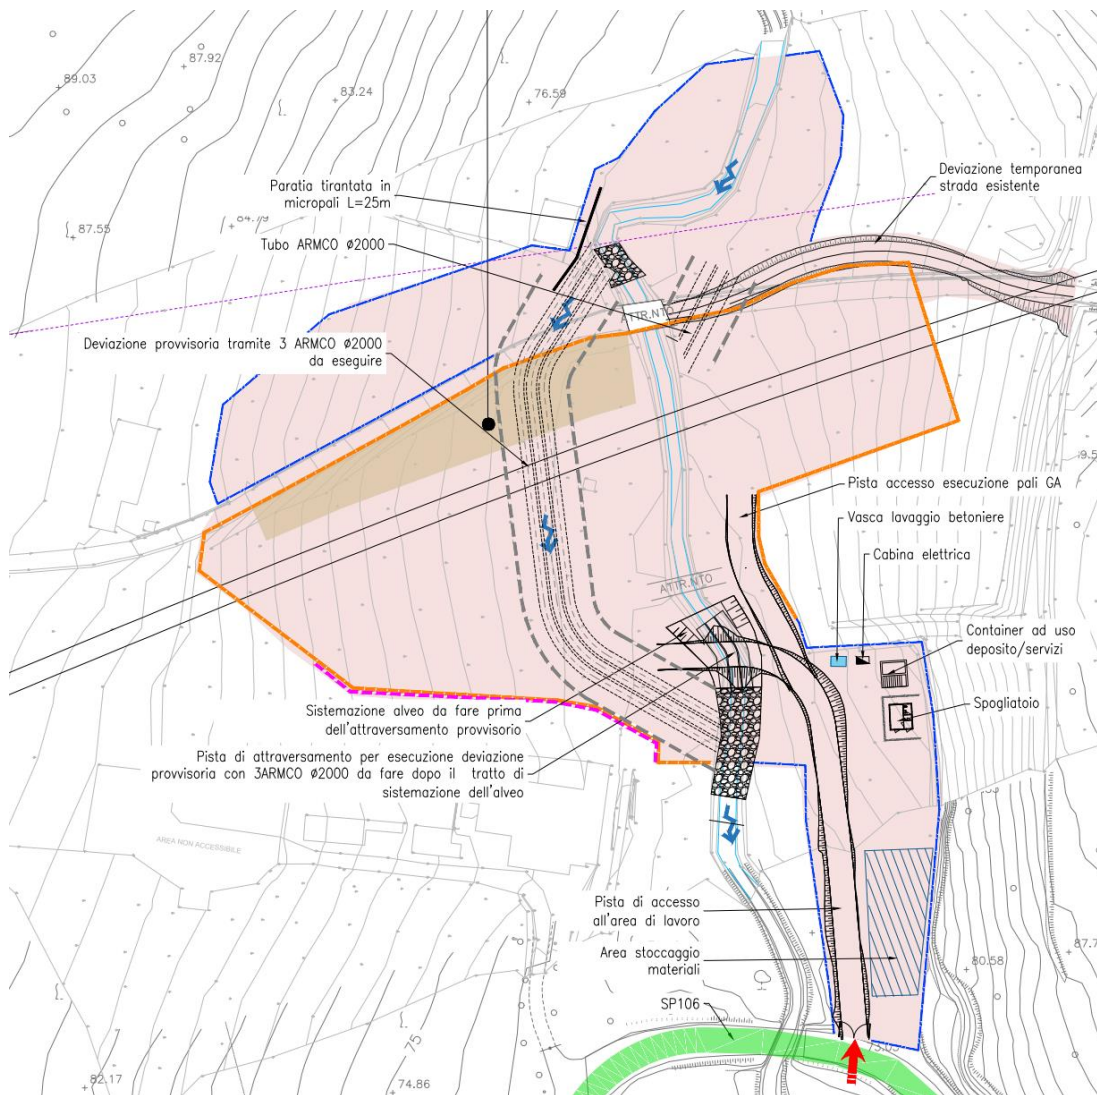 87.92
89.03
83.24
76.59
Deviazione temporanea
strada esistente
Paratia tirantata in
micropali L=25m
84.79
87.55
Tubo ARMCO ø2000
ATTR.NTO
Deviazione provvisoria tramite 3 ARMCO ø2000
da eseguire
Pista accesso esecuzione pali GA
Vasca lavaggio betoniere
Cabina elettrica
ATTR.NTO
Container ad uso
deposito/servizi
Spogliatoio
Sistemazione alveo da fare prima
dell'attraversamento provvisorio
Pista di attraversamento per esecuzione deviazione
provvisoria con 3ARMCO ø2000 da fare dopo il tratto di
sistemazione dell'alveo
AREA NON ACCESSIBILE
Pista di accesso
all'area di lavoro
Area stoccaggio
materiali
87.7
80.58
SP106
75
82.17
74.86